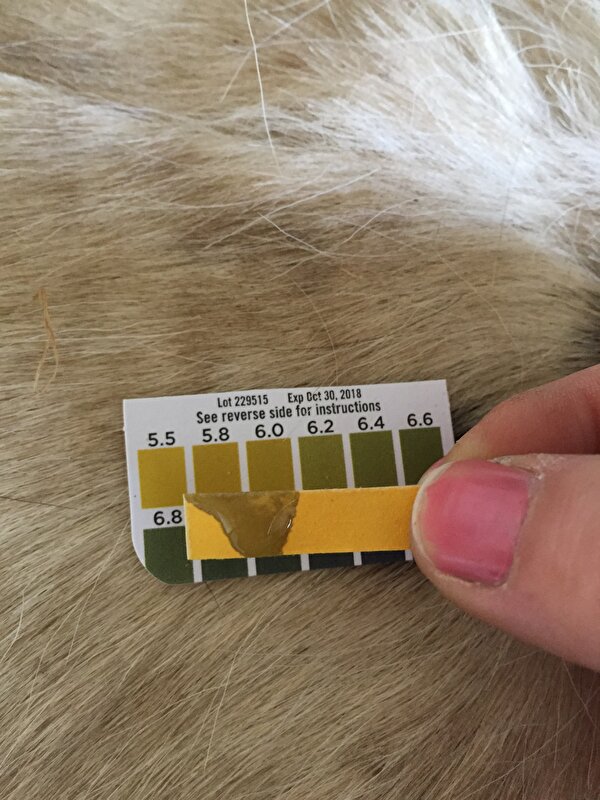 Lot 229515 Exp Oct 30, 2018
See reverse side for instructions
5.5 5.8 6.0 6.2 6.4 6.6
6.8